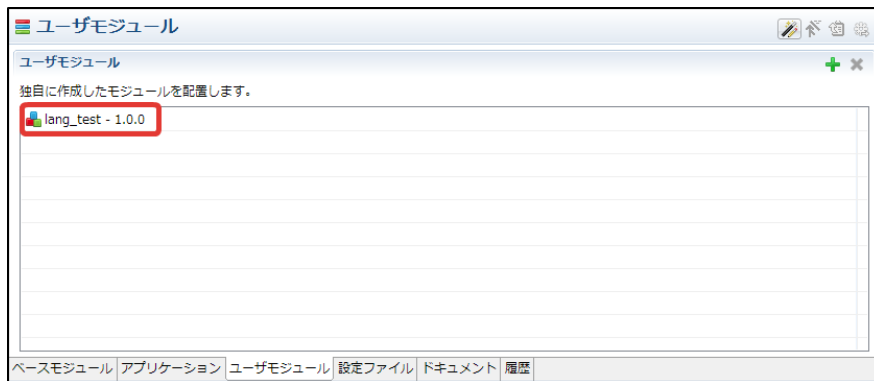 ユーザモジュール
ユーザモジュール
独自に作成したモジュールを配置します。
lang_test - 1.0.0
ベースモジュール アプリケーション ユーザモジュール 設定ファイル ドキュメント 履歴